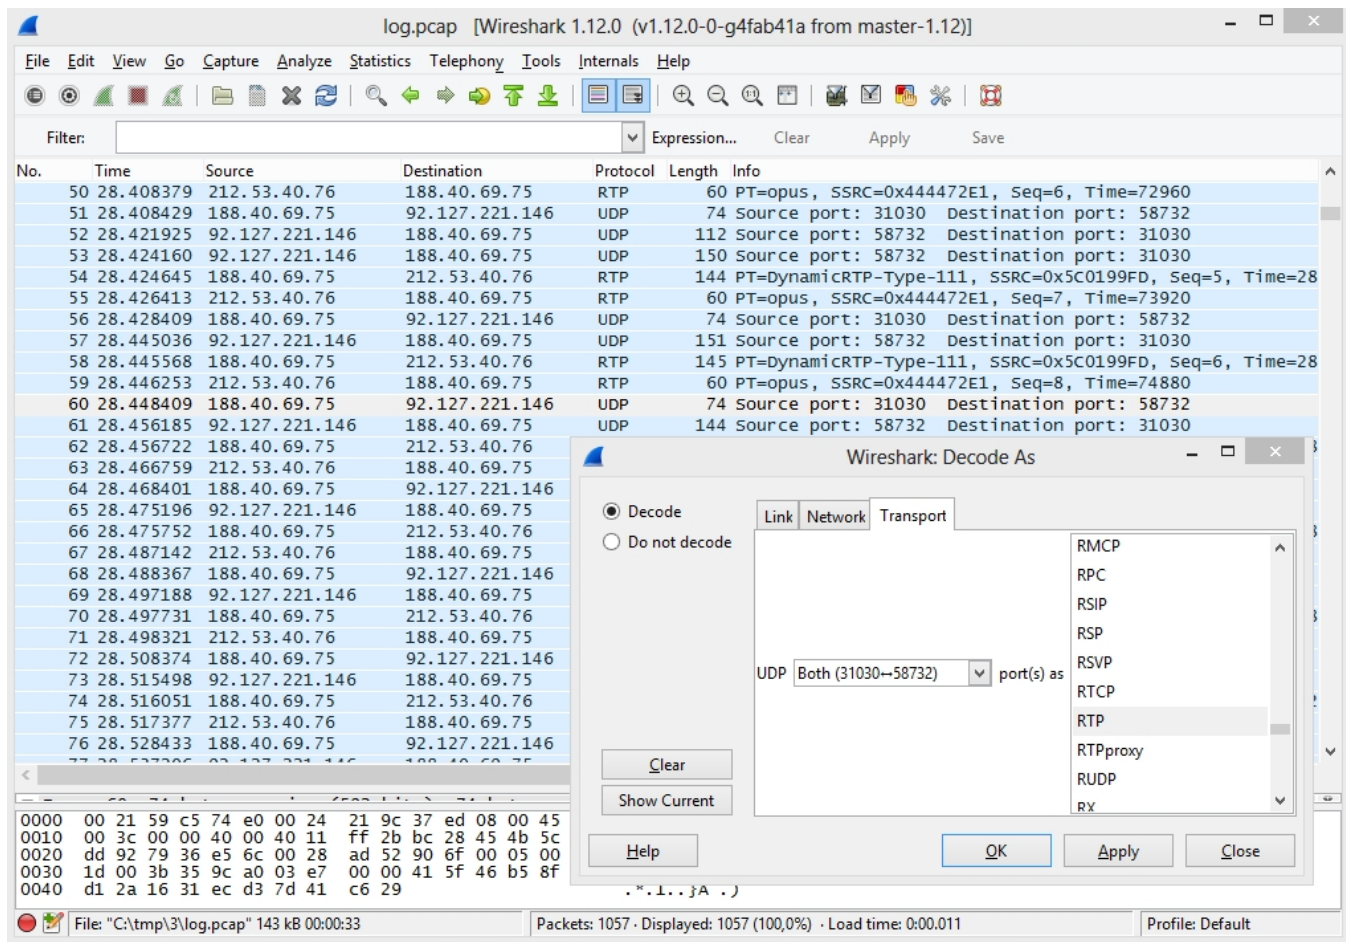 log.pcap [Wireshark 1.12.0 (v1.12.0-0-g4fab41a from master-1.12)]
File Edit View Go Capture Analyze Statistics Telephony Tools Internals Help
Filter: Expression... Clear Apply Save
No. Time Source Destination Protocol Length Info
50 28.408379 212.53.40.76 188.40.69.75 RTP 60 PT=opus, SSRC=0x444472E1, Seq=6, Time=72960
51 28.408429 188.40.69.75 92.127.221.146 UDP 74 Source port: 31030 Destination port: 58732
52 28.421925 92.127.221.146 188.40.69.75 UDP 112 Source port: 58732 Destination port: 31030
53 28.424160 92.127.221.146 188.40.69.75 UDP 150 Source port: 58732 Destination port: 31030
54 28.424645 188.40.69.75 212.53.40.76 RTP 144 PT=DynamicRTP-Type-111, SSRC=0x5C0199FD, Seq=5, Time=28
55 28.426413 212.53.40.76 188.40.69.75 RTP 60 PT=opus, SSRC=0x444472E1, Seq=7, Time=73920
56 28.428409 188.40.69.75 92.127.221.146 UDP 74 Source port: 31030 Destination port: 58732
57 28.445036 92.127.221.146 188.40.69.75 UDP 151 Source port: 58732 Destination port: 31030
58 28.445568 188.40.69.75 212.53.40.76 RTP 145 PT=DynamicRTP-Type-111, SSRC=0x5C0199FD, Seq=6, Time=28
59 28.446253 212.53.40.76 188.40.69.75 RTP 60 PT=opus, SSRC=0x444472E1, Seq=8, Time=74880
60 28.448409 188.40.69.75 92.127.221.146 UDP 74 Source port: 31030 Destination port: 58732
61 28.456185 92.127.221.146 188.40.69.75 UDP 144 Source port: 58732 Destination port: 31030
62 28.456722 188.40.69.75 212.53.40.76
63 28.466759 212.53.40.76 188.40.69.75
64 28.468401 188.40.69.75 92.127.221.146
65 28.475196 92.127.221.146 188.40.69.75
66 28.475752 188.40.69.75 212.53.40.76
67 28.487142 212.53.40.76 188.40.69.75
68 28.488367 188.40.69.75 92.127.221.146
69 28.497188 92.127.221.146 188.40.69.75
70 28.497731 188.40.69.75 212.53.40.76
71 28.498321 212.53.40.76 188.40.69.75
72 28.508374 188.40.69.75 92.127.221.146
73 28.515498 92.127.221.146 188.40.69.75
74 28.516051 188.40.69.75 212.53.40.76
75 28.517377 212.53.40.76 188.40.69.75
76 28.528433 188.40.69.75 92.127.221.146
Wireshark: Decode As
Decode
Do not decode
Link Network Transport
UDP Both (31030↔58732) port(s) as
RMCP
RPC
RSIP
RSP
RSVP
RTCP
RTP
RTPproxy
RUDP
RX
Clear
Show Current
Help OK Apply Close
0000 00 21 59 c5 74 e0 00 24 21 9c 37 ed 08 00 45
0010 00 3c 00 00 40 00 40 11 ff 2b bc 28 45 4b 5c
0020 dd 92 79 36 e5 6c 00 28 ad 52 90 6f 00 05 00
0030 1d 00 3b 35 9c a0 03 e7 00 00 41 5f 46 b5 8f
0040 d1 2a 16 31 ec d3 7d 41 c6 29 .*.1..}A .)
File: "C:\tmp\3\log.pcap" 143 kB 00:00:33 Packets: 1057 · Displayed: 1057 (100,0%) · Load time: 0:00.011 Profile: Default